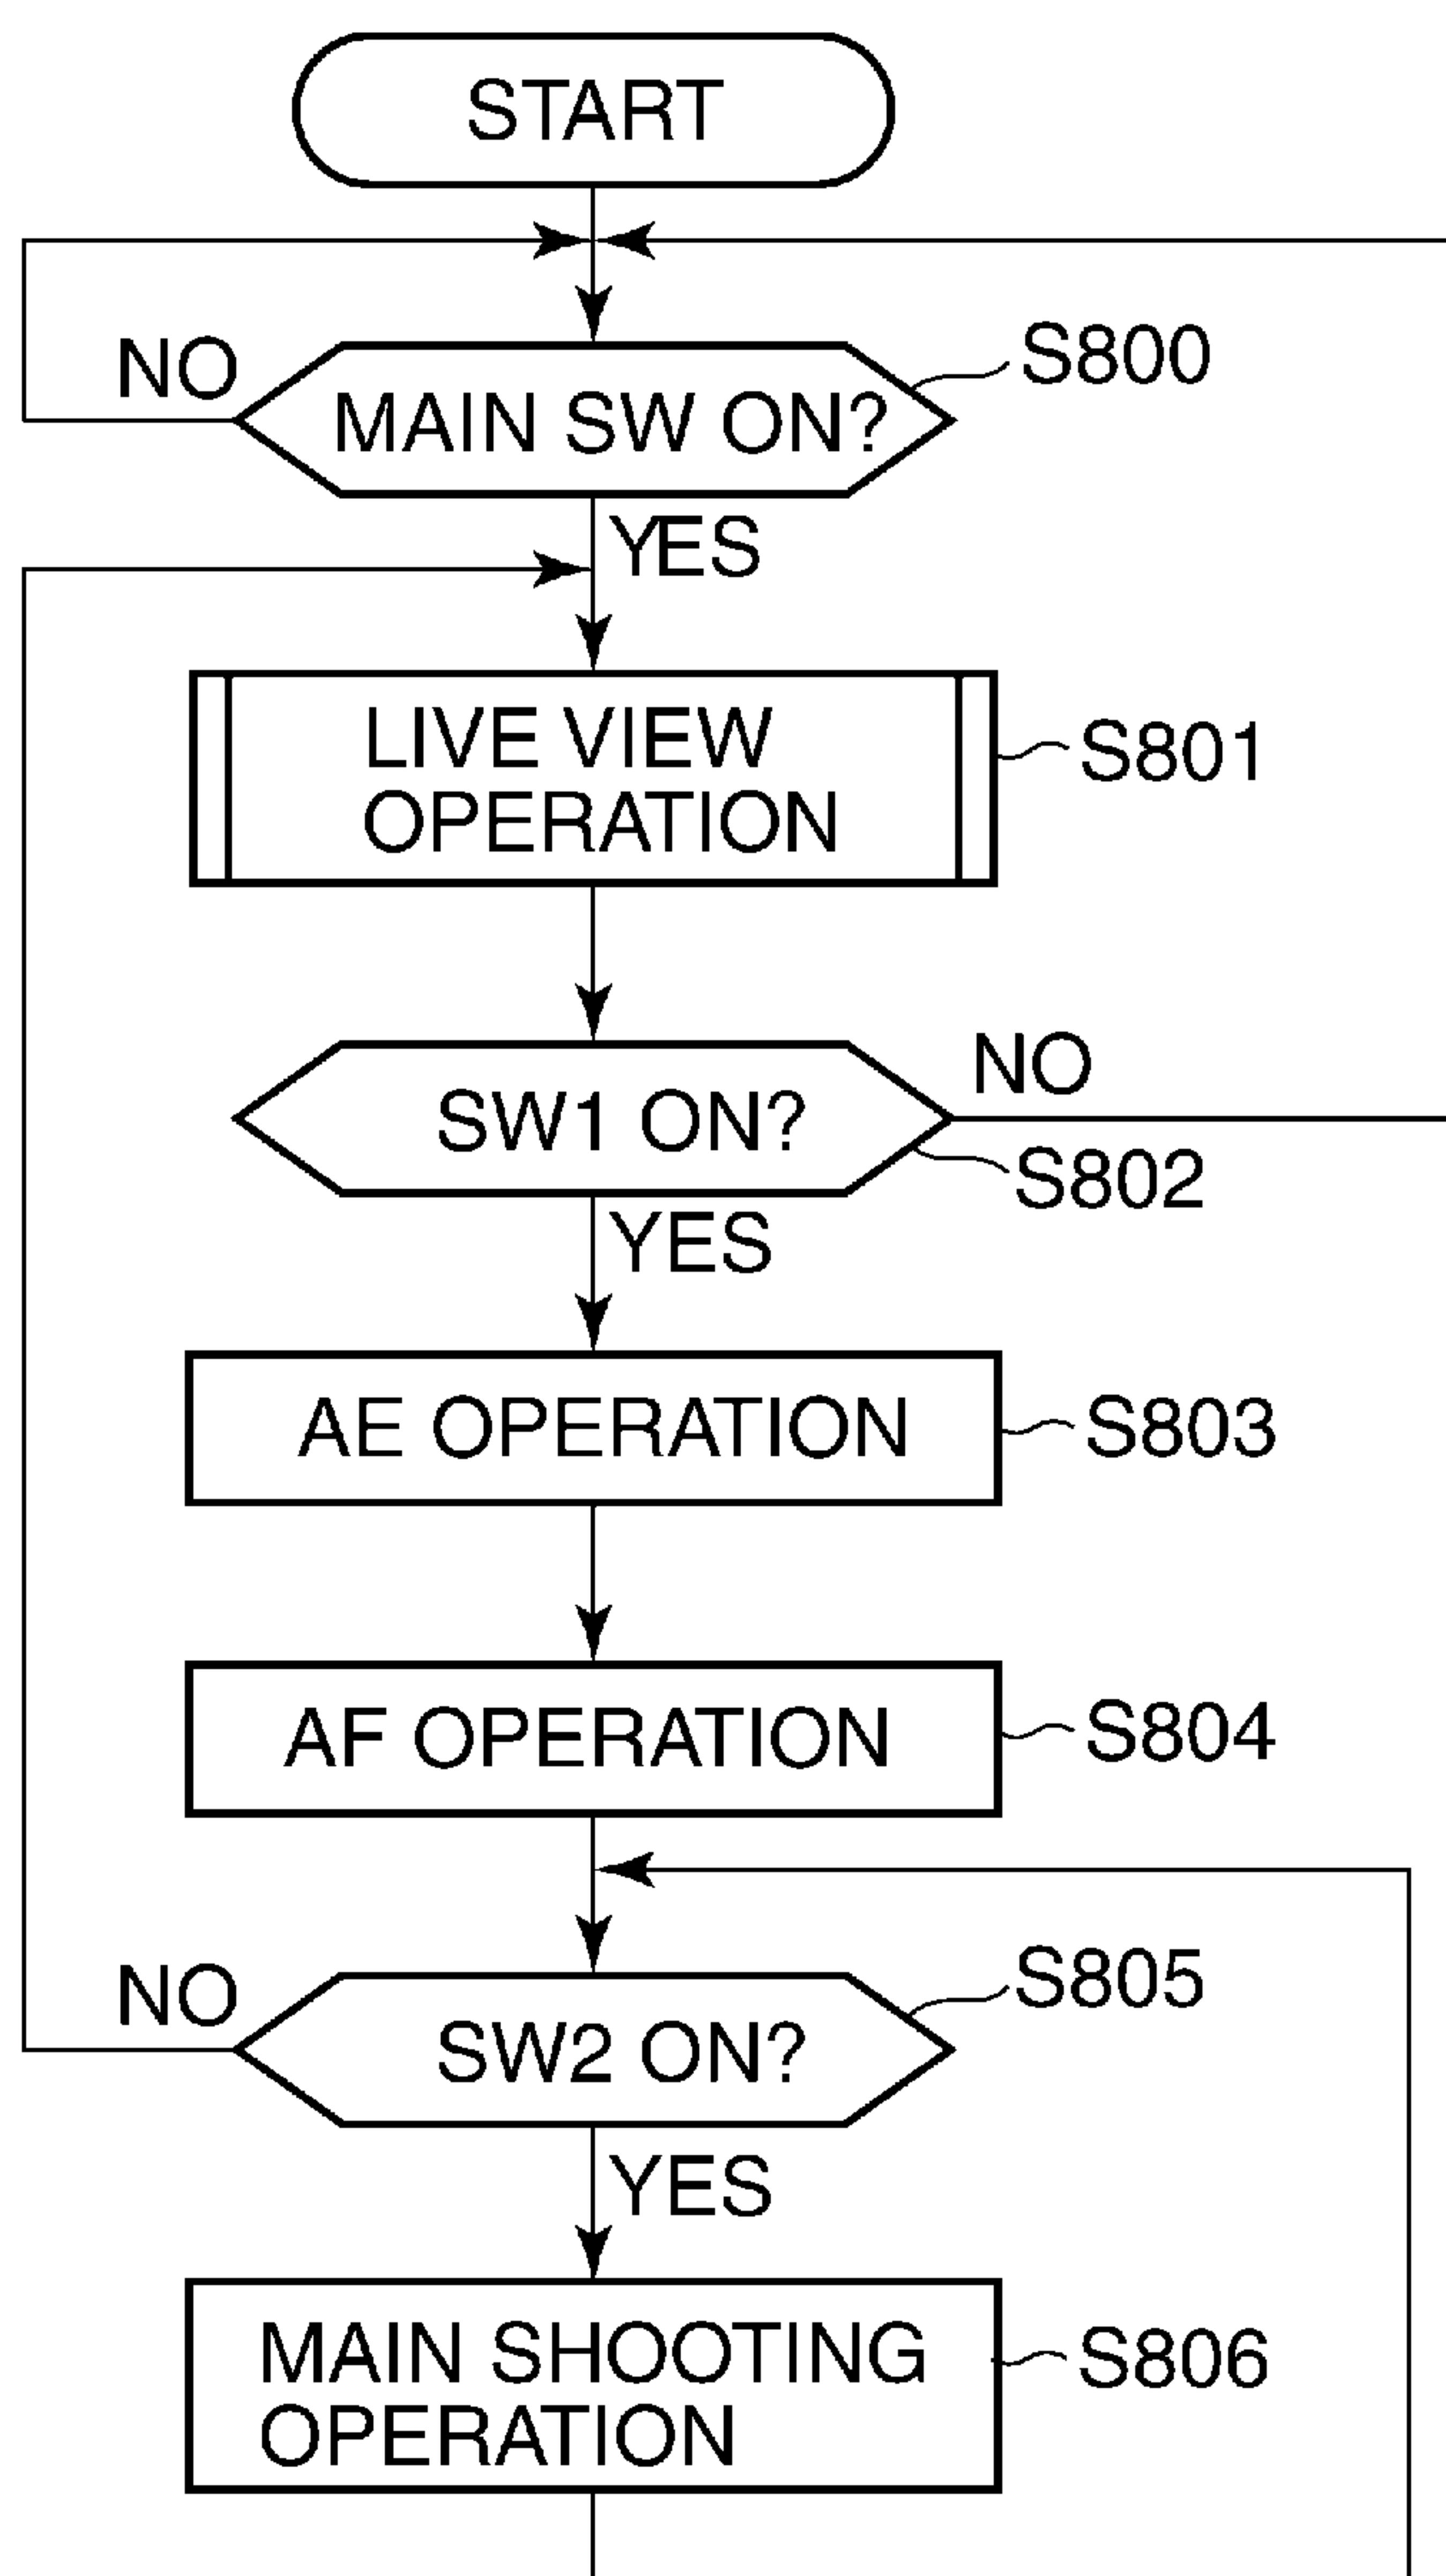 START
NO
S800
MAIN SW ON?
YES
LIVE VIEW
OPERATION
S801
NO
SW1 ON?
S802
YES
AE OPERATION
S803
AF OPERATION
S804
NO
S805
SW2 ON?
YES
MAIN SHOOTING
OPERATION
S806